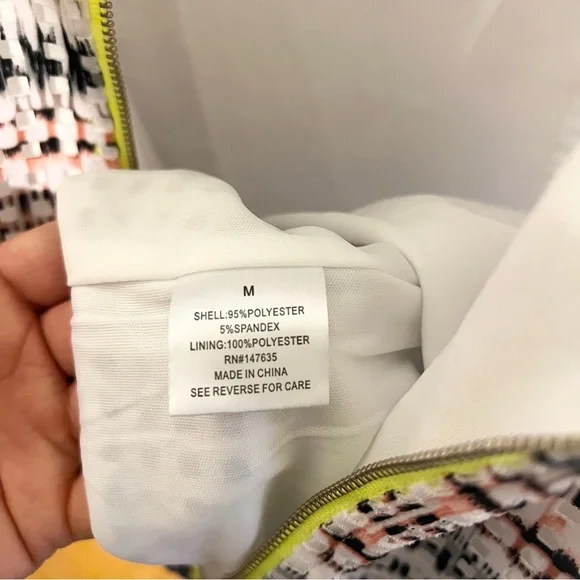 M
SHELL:95%POLYESTER
5%SPANDEX
LINING:100%POLYESTER
RN#147635
MADE IN CHINA
SEE REVERSE FOR CARE